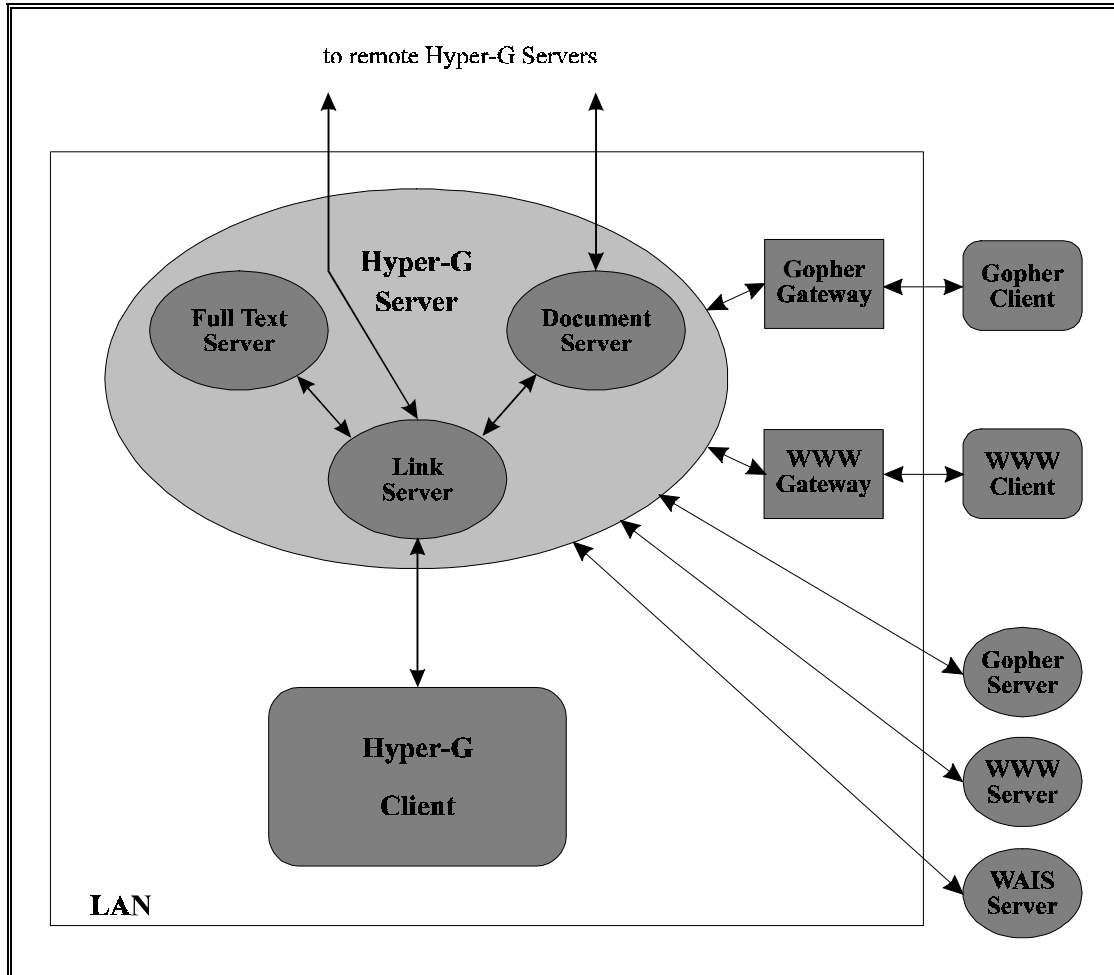 to remote Hyper-G Servers
Hyper-G
Server
Full Text
Server
Document
Server
Link
Server
Gopher
Gateway
Gopher
Client
WWW
Gateway
WWW
Client
Gopher
Server
WWW
Server
WAIS
Server
Hyper-G
Client
LAN